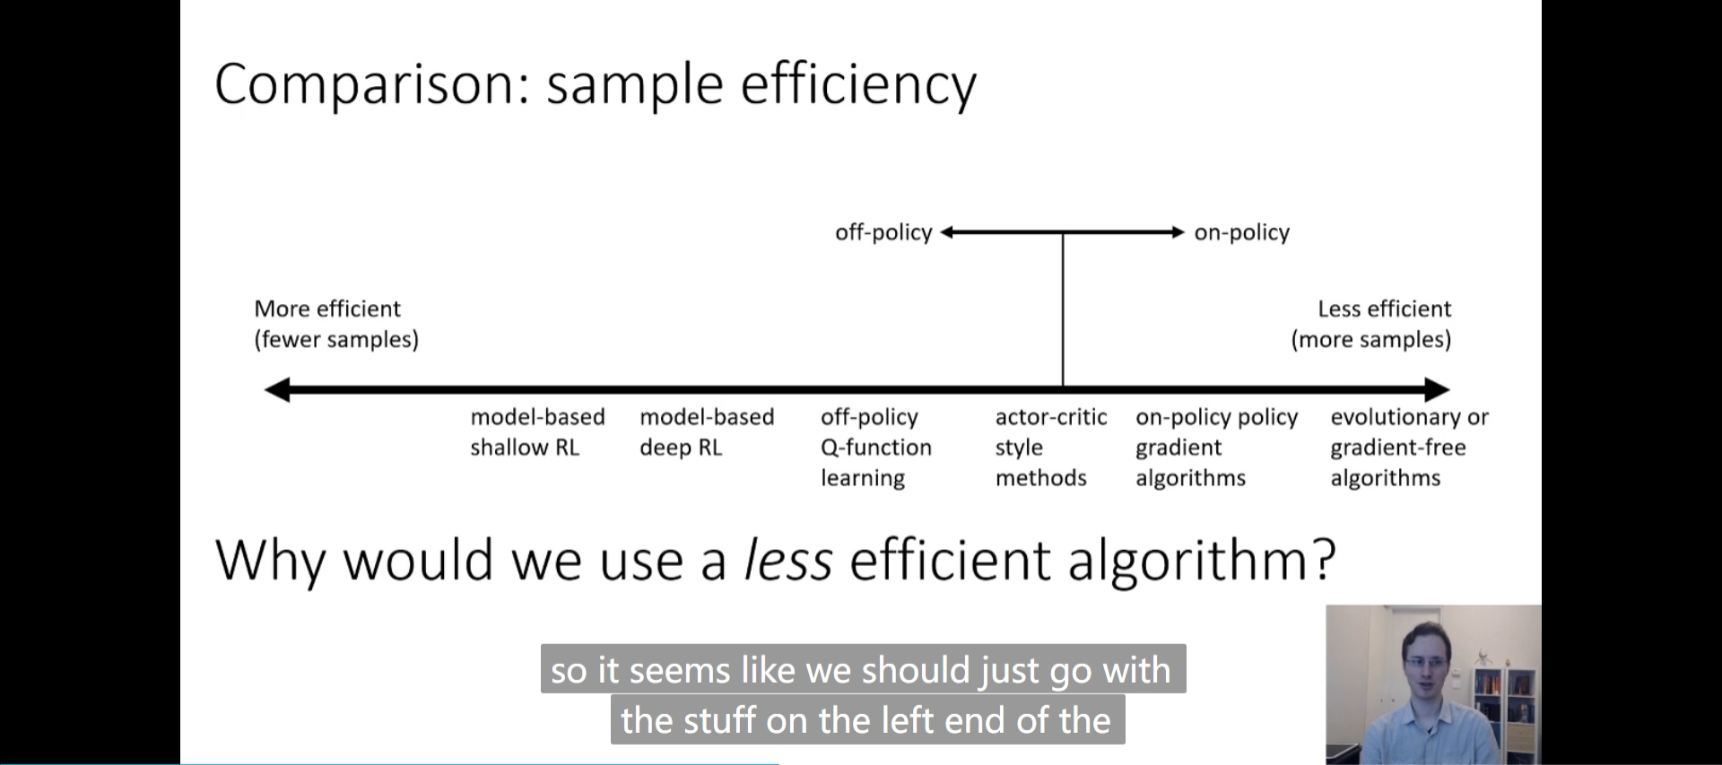 Comparison: sample efficiency
off-policy
on-policy
More efficient
(fewer samples)
Less efficient
(more samples)
model-based
shallow RL
model-based
deep RL
off-policy
Q-function
learning
actor-critic
style
methods
on-policy policy
gradient
algorithms
evolutionary or
gradient-free
algorithms
Why would we use a less efficient algorithm?
so it seems like we should just go with
the stuff on the left end of the